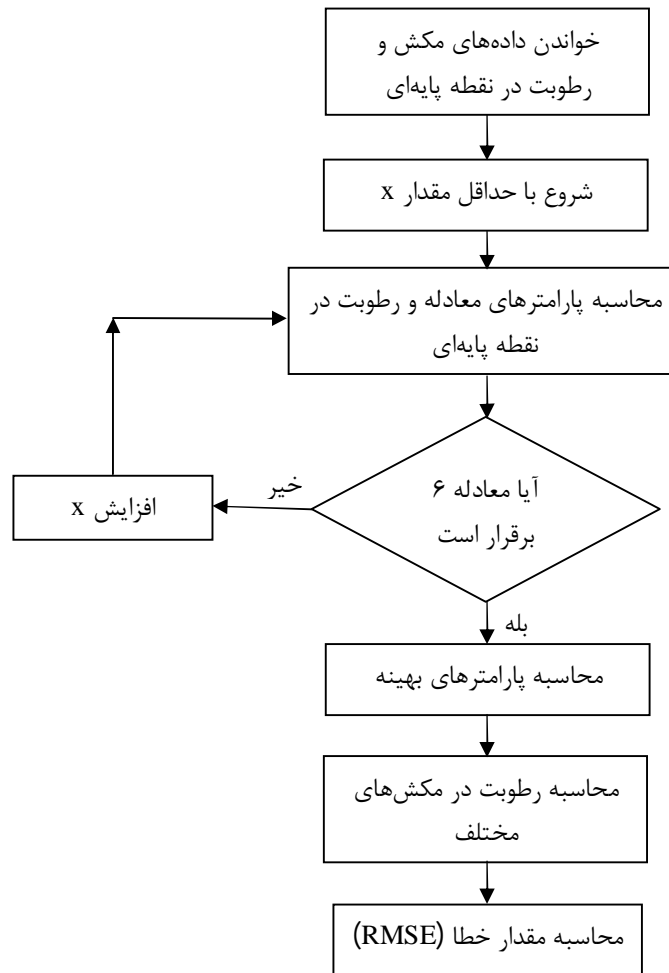 خواندن داده‌های مکش و
رطوبت در نقطه پایه‌ای
شروع با حداقل مقدار x
محاسبه پارامترهای معادله و رطوبت در
نقطه پایه‌ای
آیا معادله ۶
برقرار است
خیر
افزایش x
بله
محاسبه پارامترهای بهینه
محاسبه رطوبت در مکش‌های
مختلف
محاسبه مقدار خطا (RMSE)